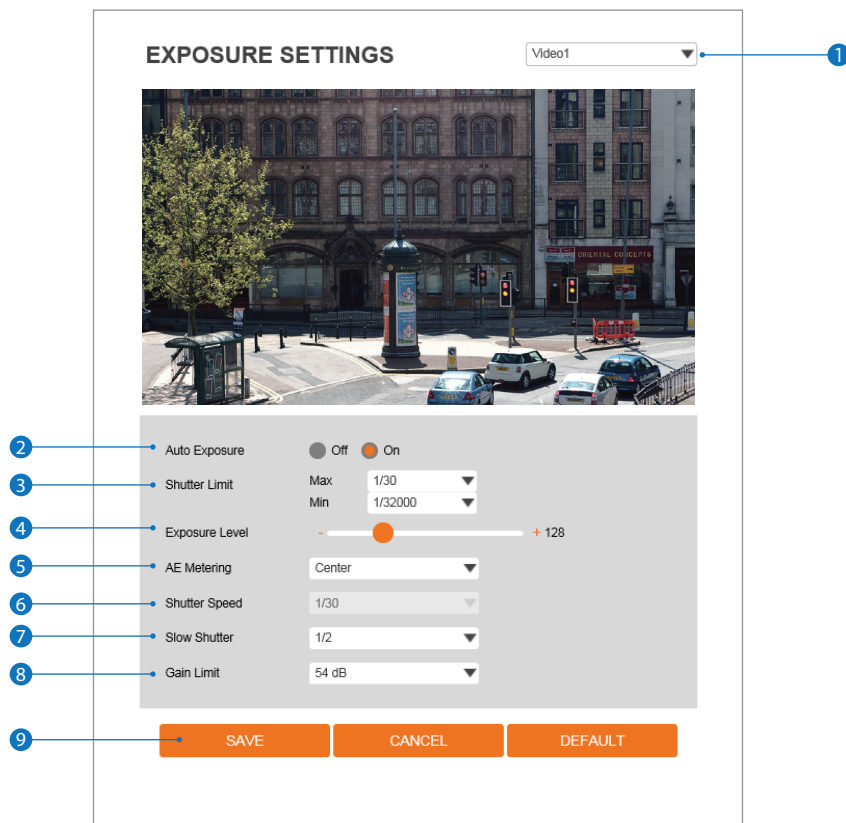 EXPOSURE SETTINGS
Video1
1
ORIENTAL CONCEPTS
2
Auto Exposure
Off
On
3
Shutter Limit
Max
1/30
Min
1/32000
4
Exposure Level
-
+ 128
5
AE Metering
Center
6
Shutter Speed
1/30
7
Slow Shutter
1/2
8
Gain Limit
54 dB
9
SAVE
CANCEL
DEFAULT